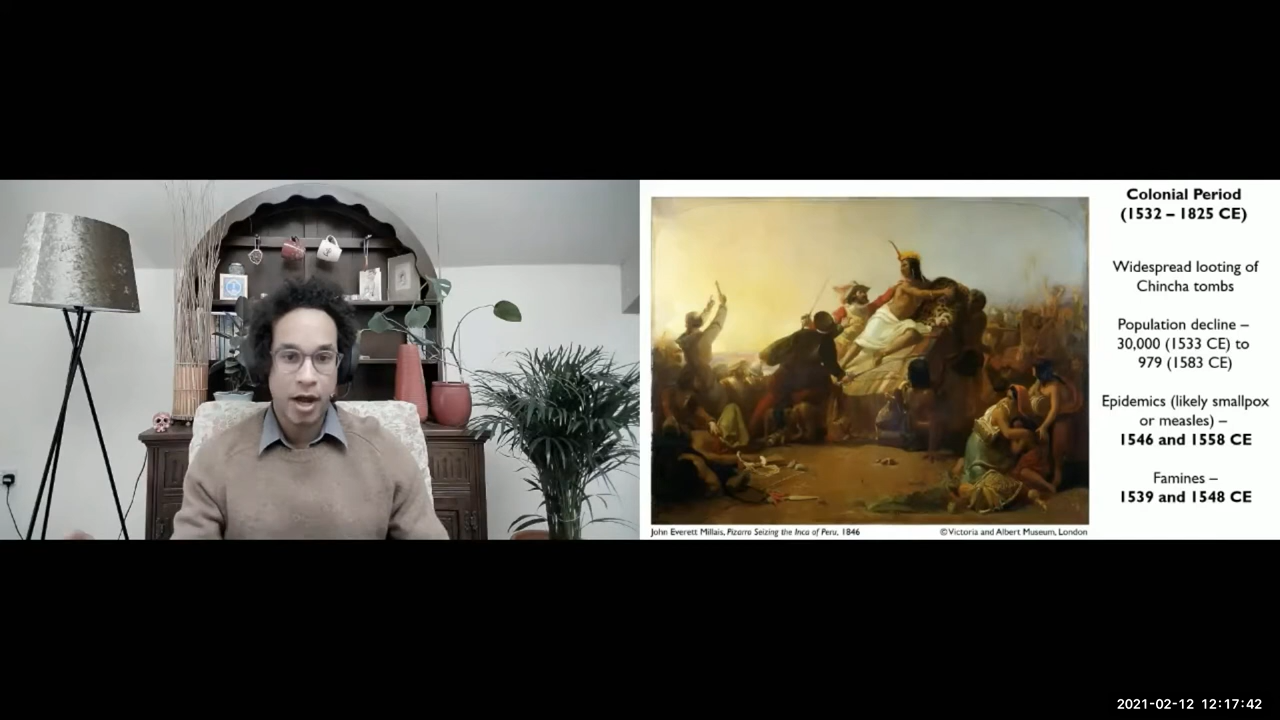 Colonial Period
(1532 – 1825 CE)
Widespread looting of
Chincha tombs
Population decline –
30,000 (1533 CE) to
979 (1583 CE)
Epidemics (likely smallpox
or measles) –
1546 and 1558 CE
Famines –
1539 and 1548 CE
John Everett Millais, Pizarro Seizing the Inca of Peru, 1846
©Victoria and Albert Museum, London
2021-02-12 12:17:42